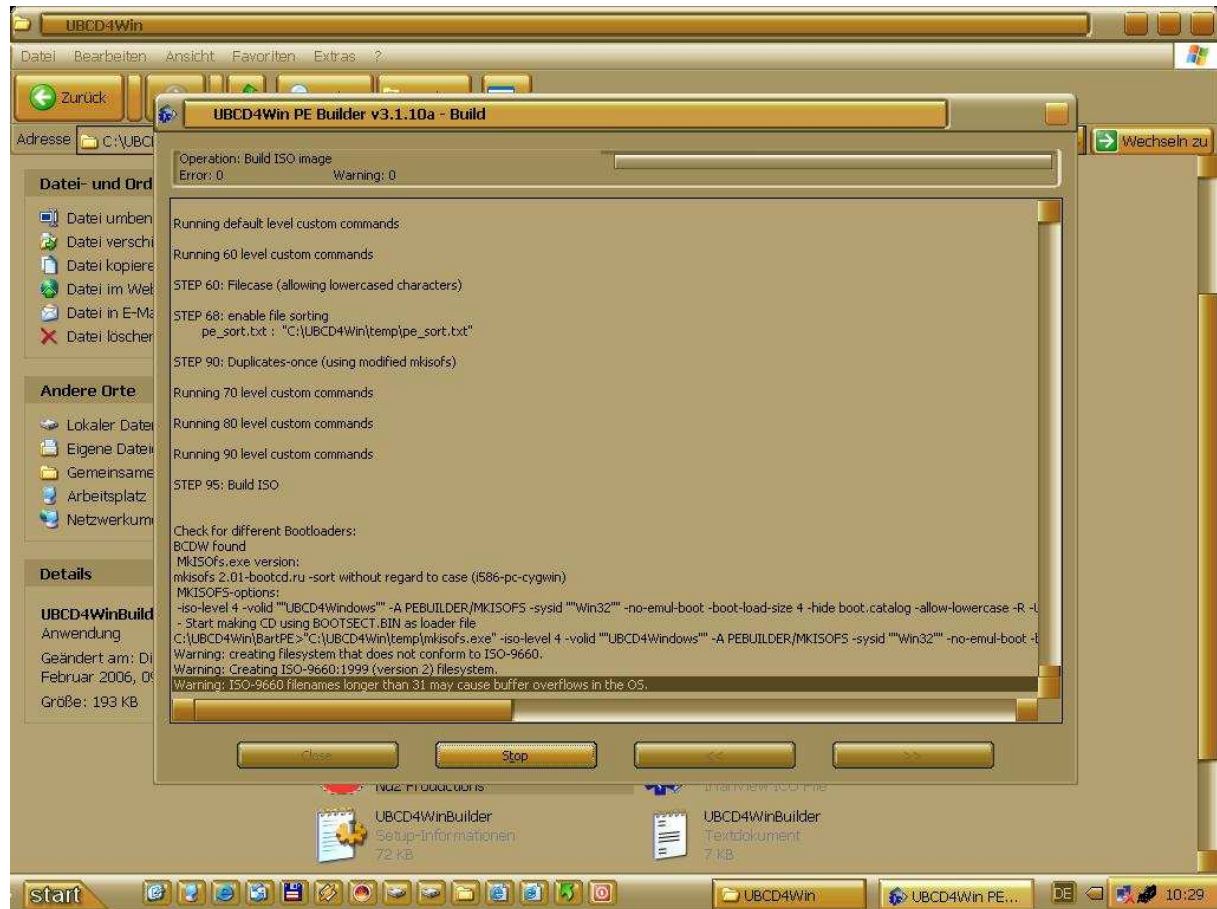 UBCD4Win
Datei Bearbeiten Ansicht Favoriten Extras ?
Zurück
UBCD4Win PE Builder v3.1.10a - Build
Adresse C:\UBCD
Wechseln zu
Operation: Build ISO image
Error: 0 Warning: 0
Datei- und Ord
Datei umben
Datei verschi
Datei kopiere
Datei im Web
Datei in E-Ma
Datei löschen
Andere Orte
Lokaler Daten
Eigene Dateien
Gemeinsame
Arbeitsplatz
Netzwerkum
Details
UBCD4WinBuild
Anwendung
Geändert am: Di
Februar 2006, 09
Größe: 193 KB
Running default level custom commands
Running 60 level custom commands
STEP 60: Filecase (allowing lowercased characters)
STEP 68: enable file sorting
pe_sort.txt : "C:\UBCD4Win\temp\pe_sort.txt"
STEP 90: Duplicates-once (using modified mkisofs)
Running 70 level custom commands
Running 80 level custom commands
Running 90 level custom commands
STEP 95: Build ISO
Check for different Bootloaders:
BCDW found
MkISOfs.exe version:
mkisofs 2.01-bootcd.ru -sort without regard to case (i586-pc-cygwin)
MKISOFS-options:
-iso-level 4 -volid ""UBCD4Windows"" -A PEBUILDER/MKISOFS -sysid ""Win32"" -no-emul-boot -boot-load-size 4 -hide boot.catalog -allow-lowercase -R
- Start making CD using BOOTSECT.BIN as loader file
C:\UBCD4Win\BartPE>"C:\UBCD4Win\temp\mkisofs.exe" -iso-level 4 -volid ""UBCD4Windows"" -A PEBUILDER/MKISOFS -sysid ""Win32"" -no-emul-boot
Warning: creating filesystem that does not conform to ISO-9660.
Warning: Creating ISO-9660:1999 (version 2) filesystem.
Warning: ISO-9660 filenames longer than 31 may cause buffer overflows in the OS.
Close Stop << >>
Nu2 Productions
IrfanView ICO File
UBCD4WinBuilder
Setup-Informationen
72 KB
UBCD4WinBuilder
Textdokument
7 KB
start
UBCD4Win
UBCD4Win PE...
DE
10:29